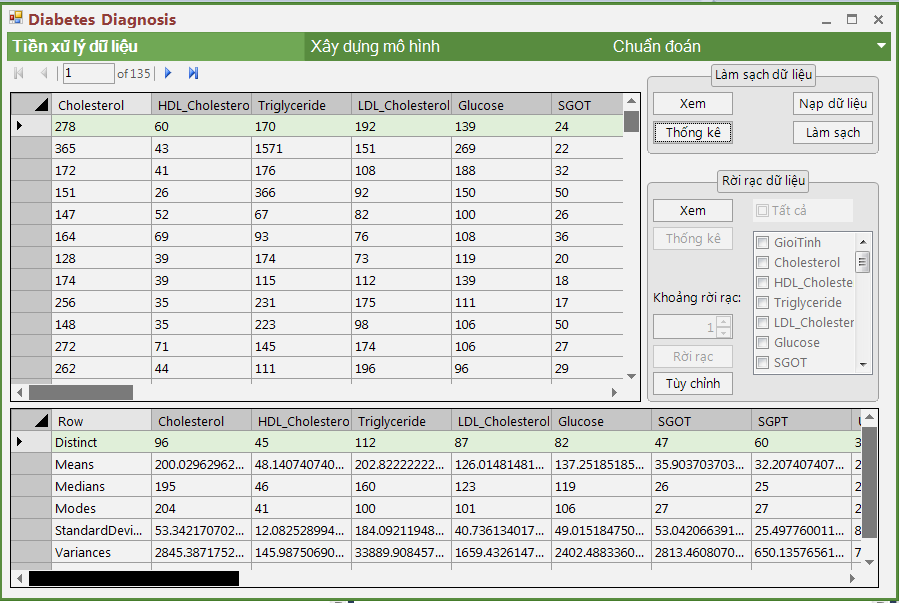 Diabetes Diagnosis
Tiền xử lý dữ liệu Xây dựng mô hình Chuẩn đoán
1 of 135
Cholesterol HDL_Cholestero Triglyceride LDL_Cholesterol Glucose SGOT
278 60 170 192 139 24
365 43 1571 151 269 22
172 41 176 108 188 32
151 26 366 92 150 50
147 52 67 82 100 26
164 69 93 76 108 36
128 39 174 73 119 20
174 39 115 112 139 18
256 35 231 175 111 17
148 35 223 98 106 50
272 71 145 174 106 27
262 44 111 196 96 29
Làm sạch dữ liệu
Xem Nạp dữ liệu
Thống kê Làm sạch
Rời rạc dữ liệu
Xem Tất cả
Thống kê
Khoảng rời rạc:
1
Rời rạc
Tùy chỉnh
GioiTinh
Cholesterol
HDL_Choleste
Triglyceride
LDL_Cholester
Glucose
SGOT
Row Cholesterol HDL_Cholestero Triglyceride LDL_Cholesterol Glucose SGOT SGPT
Distinct 96 45 112 87 82 47 60 3
Means 200.02962962... 48.140740740... 202.82222222... 126.01481481... 137.25185185... 35.903703703... 32.207407407... 2
Medians 195 46 160 123 119 26 25 2
Modes 204 41 100 101 106 27 27 2
StandardDevi... 53.342170702... 12.082528994... 184.09211948... 40.736134017... 49.015184750... 53.042066391... 25.497760011... 8
Variances 2845.3871752... 145.98750690... 33889.908457... 1659.4326147... 2402.4883360... 2813.4608070... 650.13576561... 7